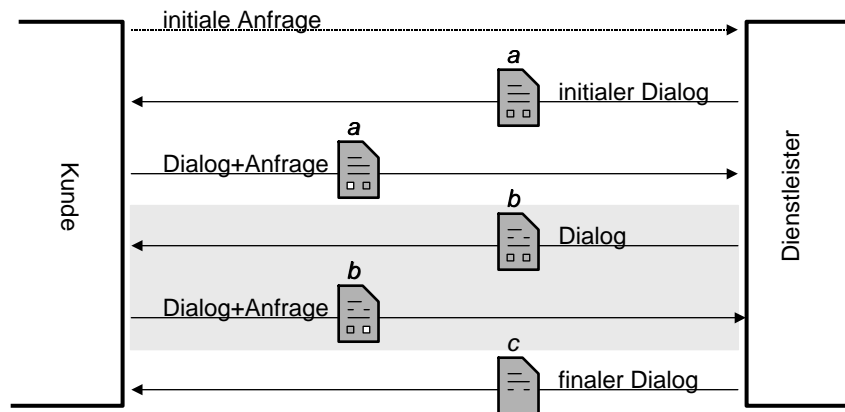 initiale Anfrage
a
initialer Dialog
a
Dialog+Anfrage
b
Dialog
b
Dialog+Anfrage
c
finaler Dialog
Kunde
Dienstleister